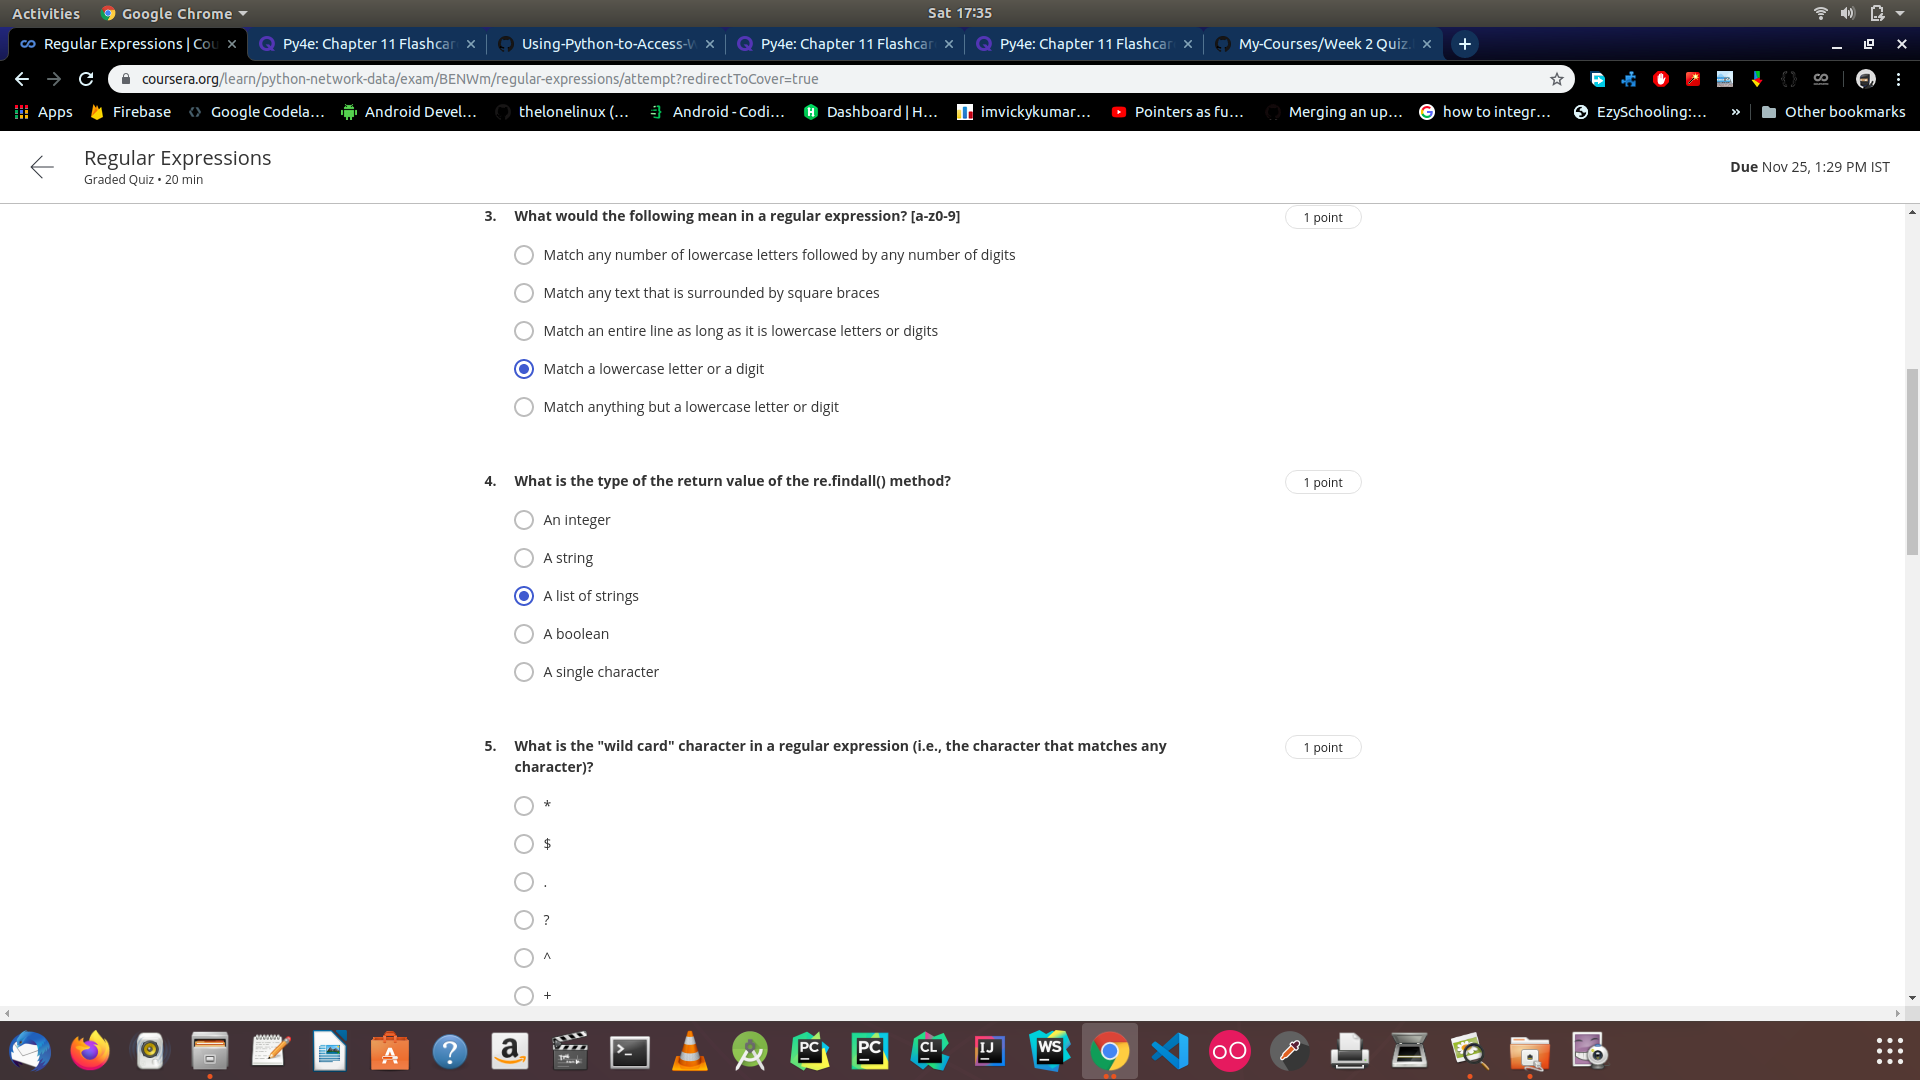 Activities Google Chrome Sat 17:35
Regular Expressions | Cou Py4e: Chapter 11 Flashcar Using-Python-to-Access-W Py4e: Chapter 11 Flashcar Py4e: Chapter 11 Flashcar My-Courses/Week 2 Quiz.
coursera.org/learn/python-network-data/exam/BENWm/regular-expressions/attempt?redirectToCover=true
Apps Firebase Google Codela... Android Devel... thelonelinux (... Android - Codi... Dashboard | H... imvickykumar... Pointers as fu... Merging an up... how to integr... EzySchooling:... » Other bookmarks
Regular Expressions
Graded Quiz • 20 min
Due Nov 25, 1:29 PM IST
3. What would the following mean in a regular expression? [a-z0-9] 1 point
Match any number of lowercase letters followed by any number of digits
Match any text that is surrounded by square braces
Match an entire line as long as it is lowercase letters or digits
Match a lowercase letter or a digit
Match anything but a lowercase letter or digit
4. What is the type of the return value of the re.findall() method? 1 point
An integer
A string
A list of strings
A boolean
A single character
5. What is the "wild card" character in a regular expression (i.e., the character that matches any 1 point
character)?
*
$
.
?
^
+